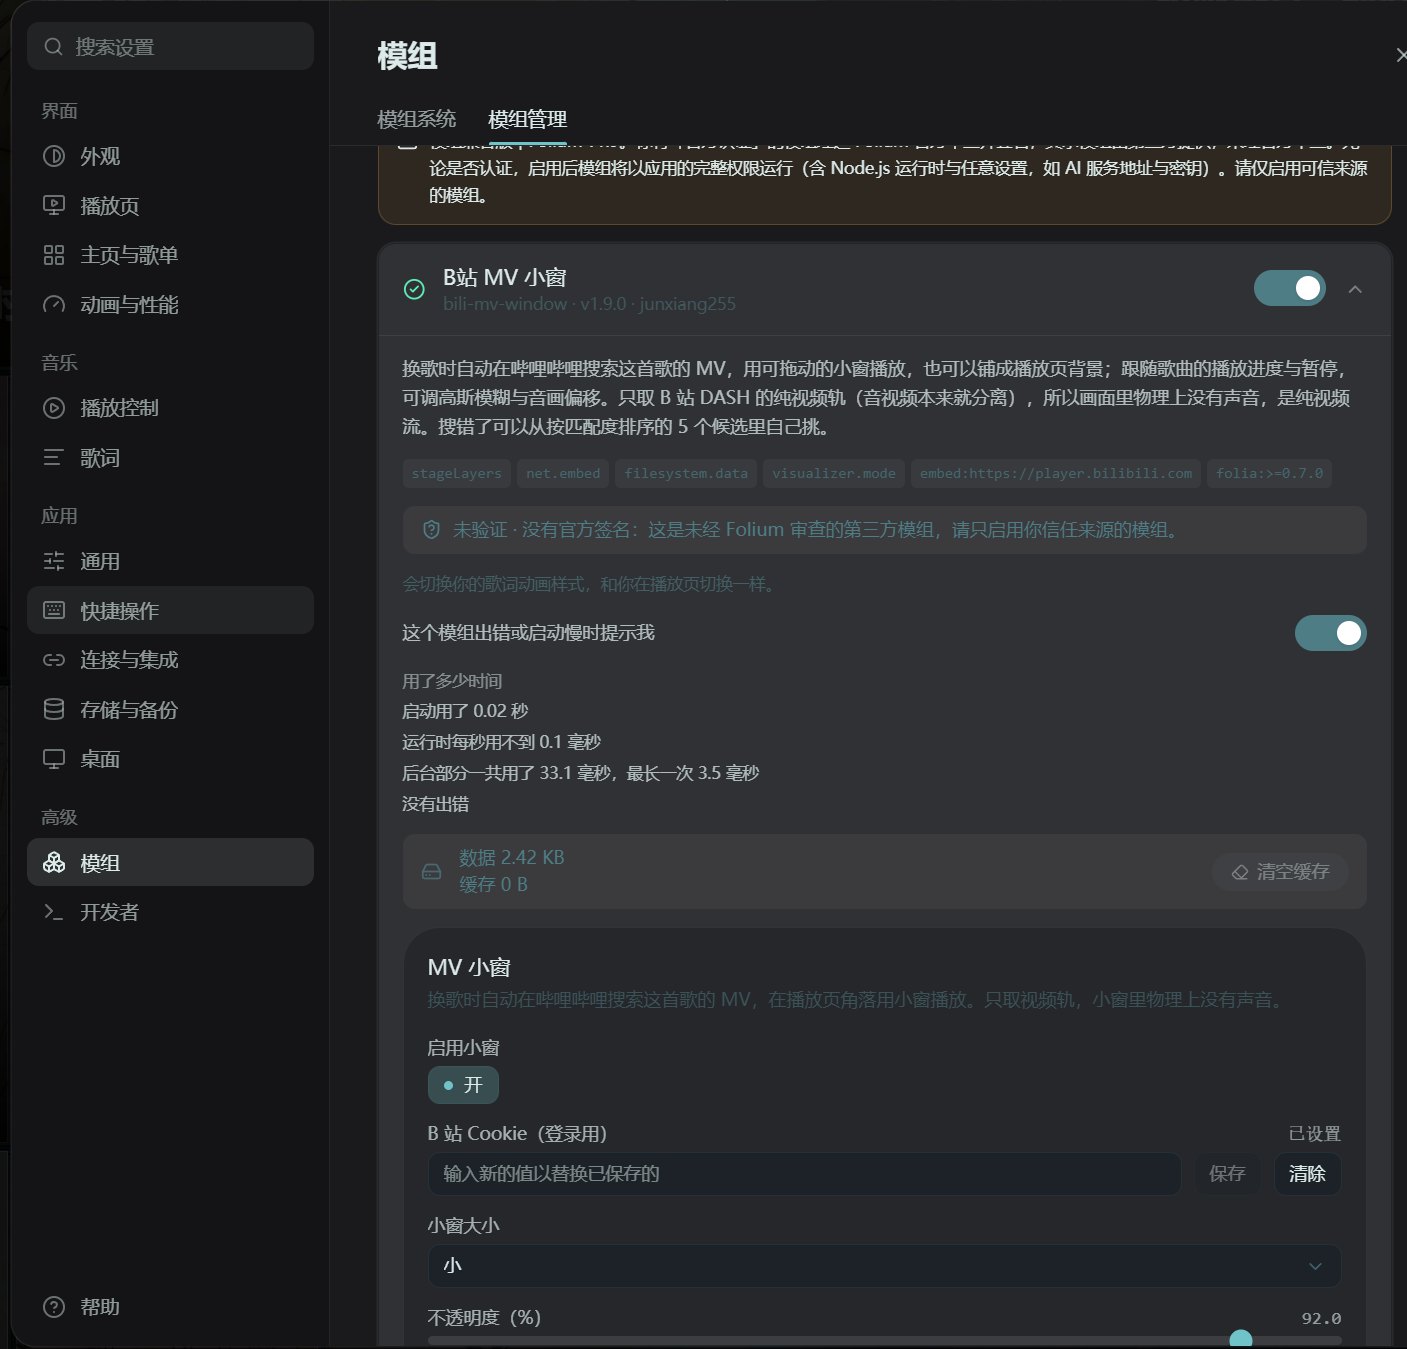 搜索设置
界面
外观
播放页
主页与歌单
动画与性能
音乐
播放控制
歌词
应用
通用
快捷操作
连接与集成
存储与备份
桌面
高级
模组
开发者
帮助
模组
模组系统
模组管理
论是否认证，启用后模组将以应用的完整权限运行（含 Node.js 运行时与任意设置，如 AI 服务地址与密钥）。请仅启用可信来源
的模组。
B站 MV 小窗
bili-mv-window · v1.9.0 · junxiang255
换歌时自动在哔哩哔哩搜索这首歌的 MV，用可拖动的小窗播放，也可以铺成播放页背景；跟随歌曲的播放进度与暂停，
可调高斯模糊与音画偏移。只取 B 站 DASH 的纯视频轨（音视频本来就分离），所以画面里物理上没有声音，是纯视频
流。搜错了可以从按匹配度排序的 5 个候选里自己挑。
stageLayers net.embed filesystem.data visualizer.mode embed:https://player.bilibili.com folia:>=0.7.0
未验证 · 没有官方签名：这是未经 Folium 审查的第三方模组，请只启用你信任来源的模组。
会切换你的歌词动画样式，和你在播放页切换一样。
这个模组出错或启动慢时提示我
用了多少时间
启动用了 0.02 秒
运行时每秒用不到 0.1 毫秒
后台部分一共用了 33.1 毫秒，最长一次 3.5 毫秒
没有出错
数据 2.42 KB
缓存 0 B
清空缓存
MV 小窗
换歌时自动在哔哩哔哩搜索这首歌的 MV，在播放页角落用小窗播放。只取视频轨，小窗里物理上没有声音。
启用小窗
开
B 站 Cookie（登录用）
已设置
输入新的值以替换已保存的
保存
清除
小窗大小
小
不透明度（%）
92.0